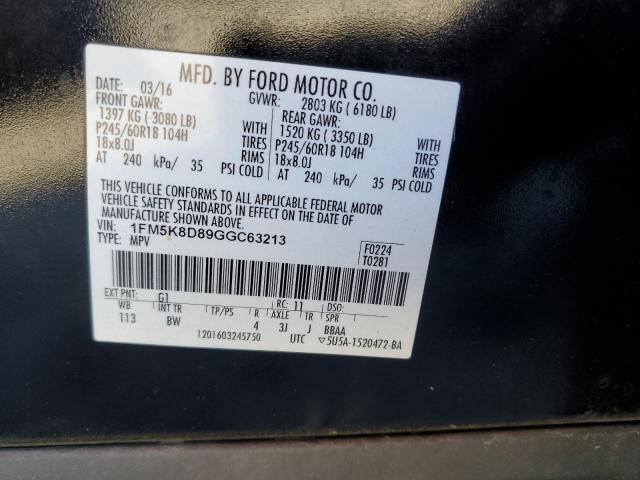 MFD. BY FORD MOTOR CO.
DATE: 03/16 GVWR: 2803 KG ( 6180 LB)
FRONT GAWR: REAR GAWR:
1397 KG ( 3080 LB) WITH 1520 KG ( 3350 LB) WITH
P245/60R18 104H TIRES P245/60R18 104H TIRES
18x8.0J RIMS 18x8.0J RIMS
AT 240 kPa/ 35 PSI COLD AT 240 kPa/ 35 PSI COLD
THIS VEHICLE CONFORMS TO ALL APPLICABLE FEDERAL MOTOR
VEHICLE SAFETY STANDARDS IN EFFECT ON THE DATE OF
MANUFACTURE SHOWN ABOVE.
VIN: 1FM5K8D89GGC63213 F0224
TYPE: MPV T0281
EXT PNT: G1 RC: 11 DSO:
WB INT TR TP/PS R AXLE TR SPR
113 BW 4 3J J BBAA
1201603245750 UTC ▽5U5A-1520472-BA